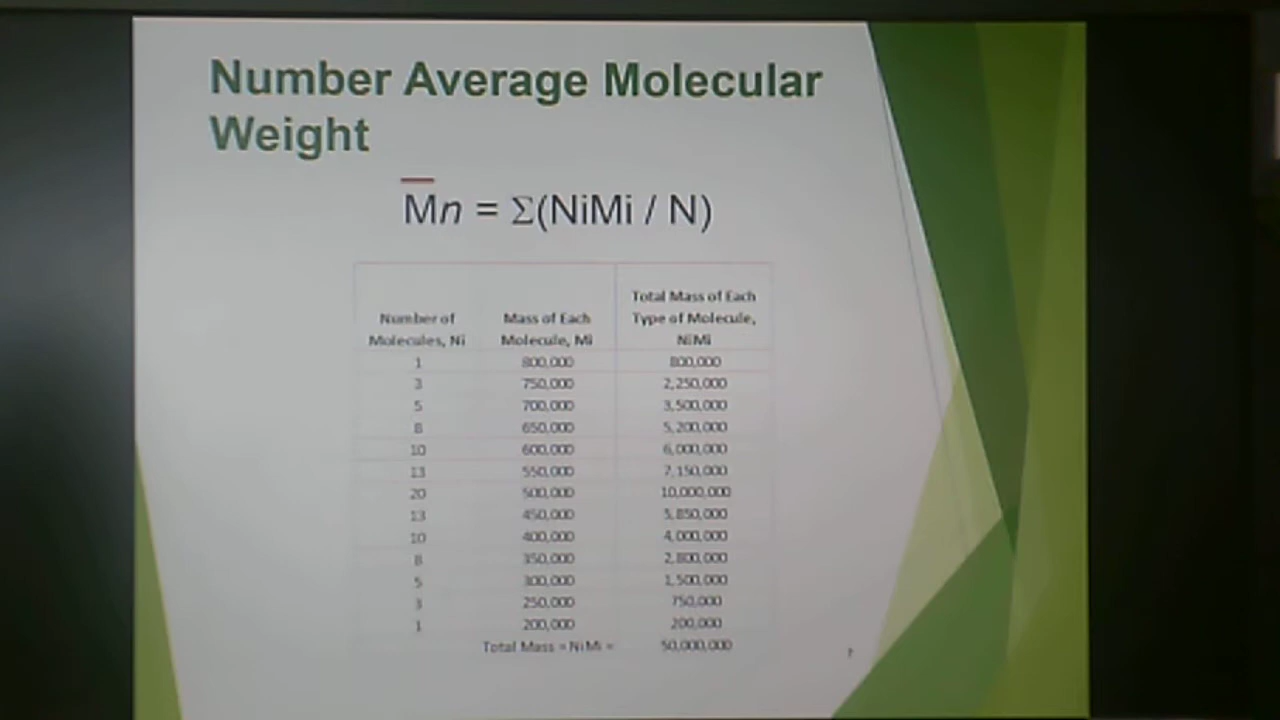 Number Average Molecular
Weight
Mn = Σ(NiMi / N)
Number of Molecules, Ni Mass of Each Molecule, Mi Total Mass of Each Type of Molecule, NiMi
1 800,000 800,000
3 750,000 2,250,000
5 700,000 3,500,000
8 650,000 5,200,000
10 600,000 6,000,000
13 550,000 7,150,000
20 500,000 10,000,000
13 450,000 5,850,000
10 400,000 4,000,000
8 350,000 2,800,000
5 300,000 1,500,000
3 250,000 750,000
1 200,000 200,000
Total Mass = NiMi = 50,000,000